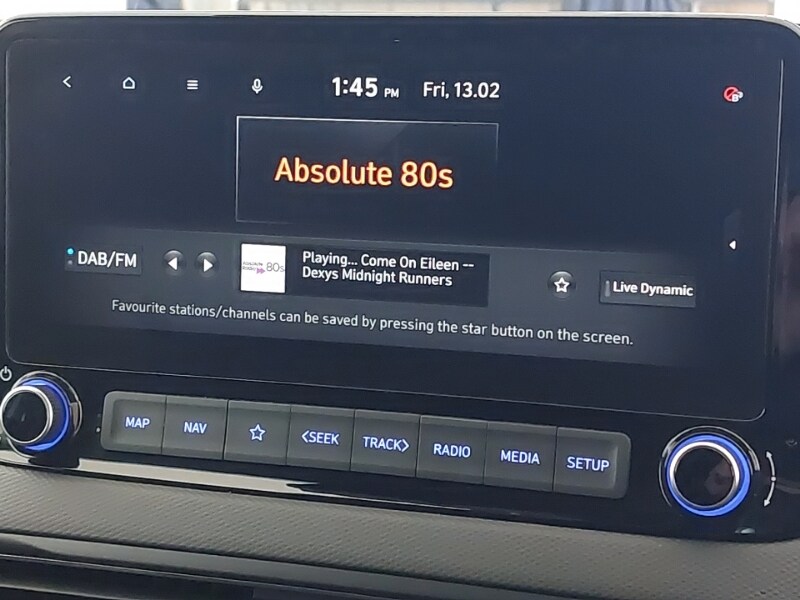 1:45 PM Fri, 13.02
Absolute 80s
DAB/FM
80s
Playing... Come On Eileen --
Dexys Midnight Runners
Live Dynamic
Favourite stations/channels can be saved by pressing the star button on the screen.
MAP
NAV
<SEEK
TRACK>
RADIO
MEDIA
SETUP